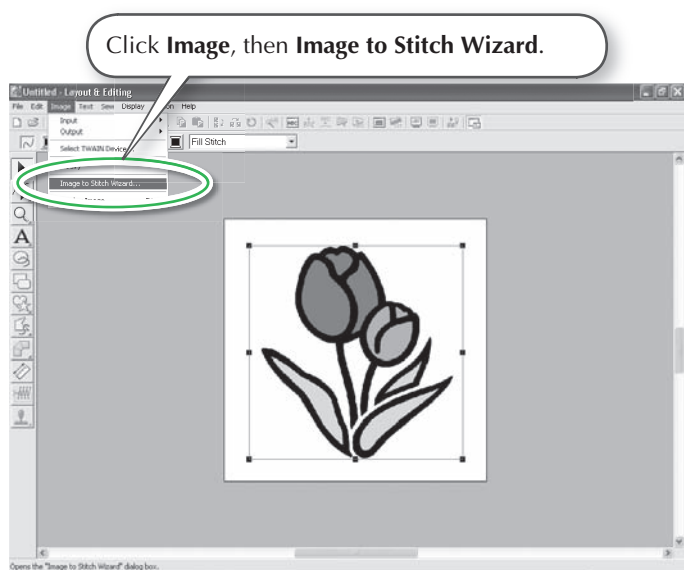 Click Image, then Image to Stitch Wizard.
Untitled - Layout & Editing
File Edit Image Text Sew Display Help
Input
Output
Select TWAIN Device
Fill Stitch
Image to Stitch Wizard...
A
Opens the "Image to Stitch Wizard" dialog box.